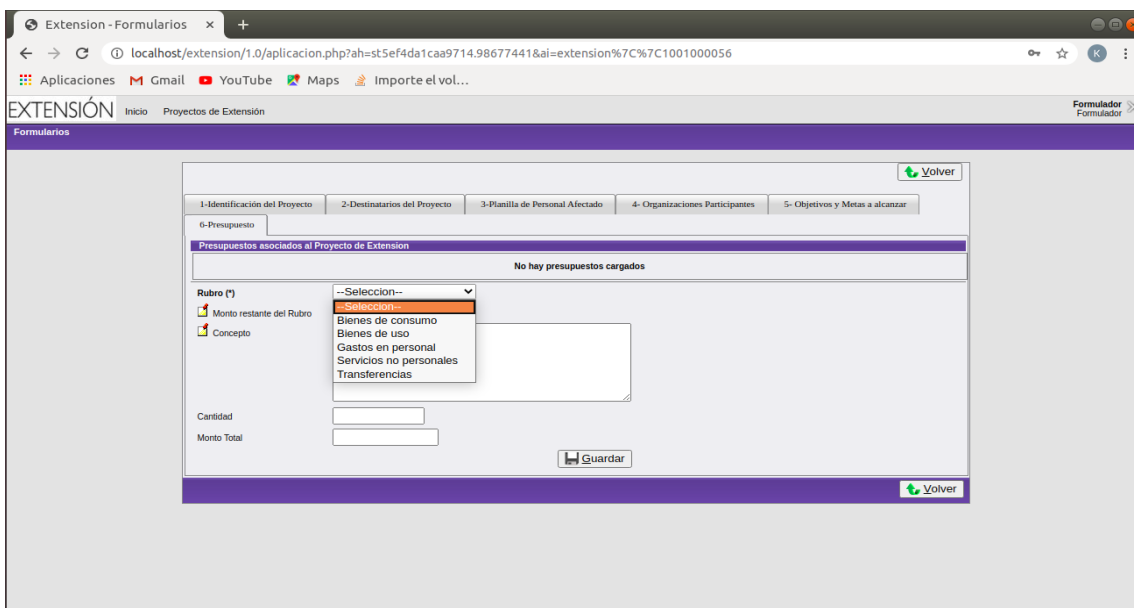 Extension - Formularios
localhost/extension/1.0/aplicacion.php?ah=st5ef4da1caa9714.98677441&ai=extension%7C%7C1001000056
K
Aplicaciones Gmail YouTube Maps Importe el vol...
EXTENSIÓN Inicio Proyectos de Extensión Formulador
Formulador
Formularios
Volver
1-Identificación del Proyecto 2-Destinatarios del Proyecto 3-Planilla de Personal Afectado 4- Organizaciones Participantes 5- Objetivos y Metas a alcanzar
6-Presupuesto
Presupuestos asociados al Proyecto de Extension
No hay presupuestos cargados
Rubro (*) --Seleccion--
--Seleccion--
Monto restante del Rubro
Bienes de consumo
Bienes de uso
Concepto
Gastos en personal
Servicios no personales
Transferencias
Cantidad
Monto Total
Guardar
Volver